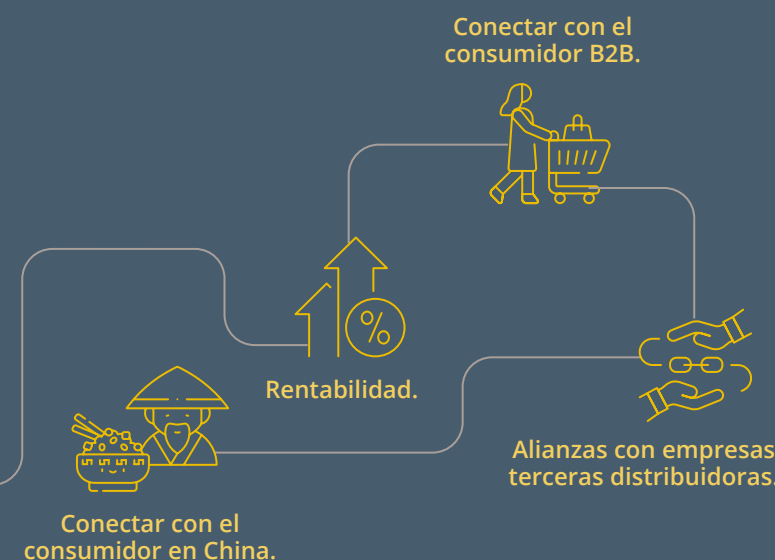 Conectar con el
consumidor B2B.
%
Rentabilidad.
Alianzas con empresas
terceras distribuidoras.
Conectar con el
consumidor en China.